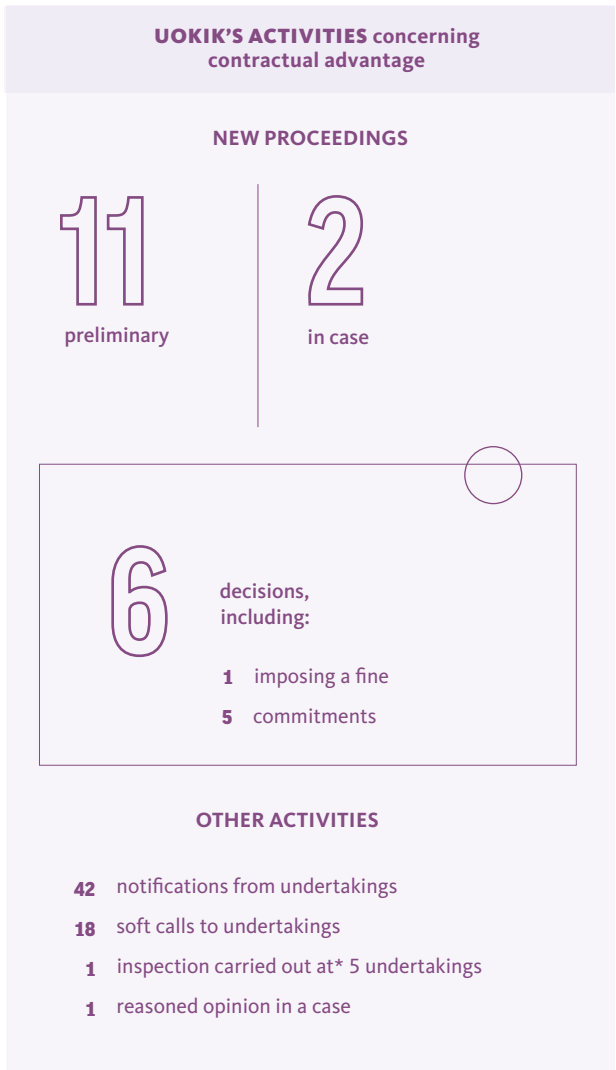 UOKIK'S ACTIVITIES concerning
contractual advantage
NEW PROCEEDINGS
11
preliminary
2
in case
6
decisions,
including:
1 imposing a fine
5 commitments
OTHER ACTIVITIES
42 notifications from undertakings
18 soft calls to undertakings
1 inspection carried out at* 5 undertakings
1 reasoned opinion in a case